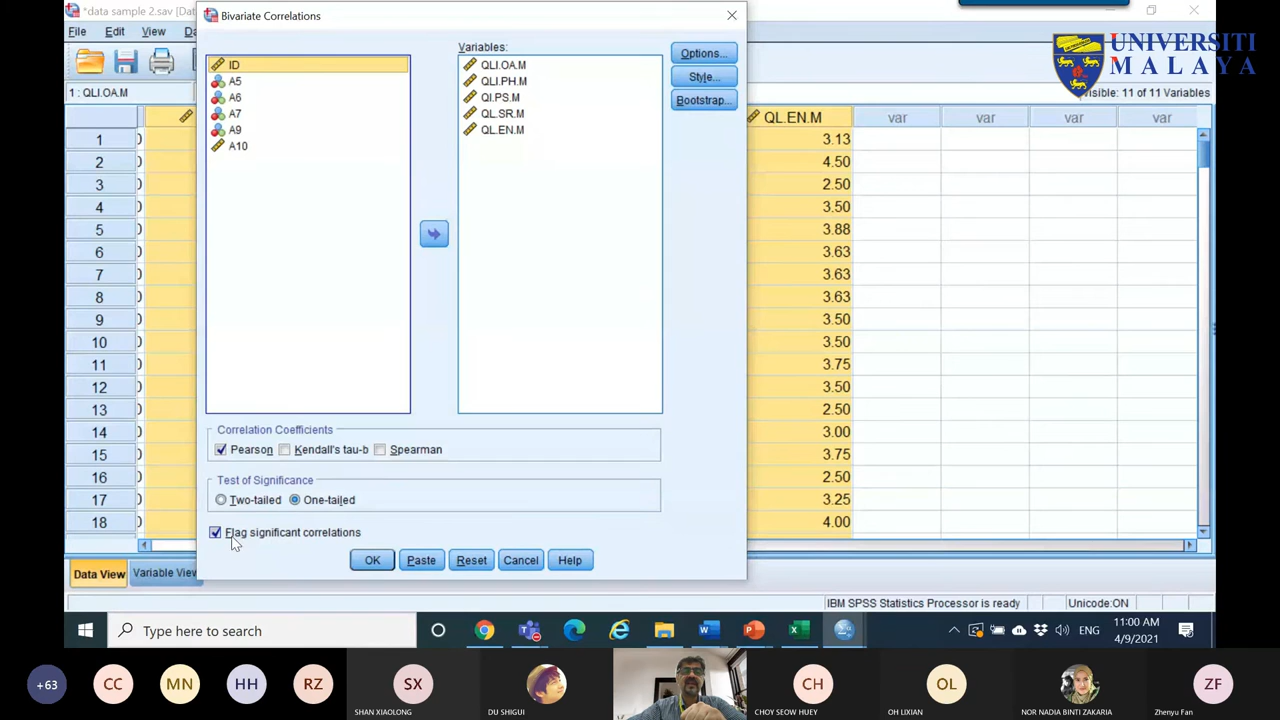 *data sample 2.sav [Dat
Bivariate Correlations
File Edit View Da
UNIVERSITI
MALAYA
1 : QLI.OA.M
Visible: 11 of 11 Variables
Variables:
ID
A5
A6
A7
A9
A10
QLI.OA.M
QLI.PH.M
QI.PS.M
QL.SR.M
QL.EN.M
Options...
Style...
Bootstrap...
QL.EN.M var var var var
1 3.13
2 4.50
3 2.50
4 3.50
5 3.88
6 3.63
7 3.63
8 3.63
9 3.50
10 3.50
11 3.75
12 3.50
13 2.50
14 3.00
15 3.75
16 2.50
17 3.25
18 4.00
Correlation Coefficients
Pearson Kendall's tau-b Spearman
Test of Significance
Two-tailed One-tailed
Flag significant correlations
OK Paste Reset Cancel Help
Data View Variable View
IBM SPSS Statistics Processor is ready Unicode:ON
Type here to search
ENG
11:00 AM
4/9/2021
+63 CC MN HH RZ SX CH OL ZF
SHAN XIAOLONG DU SHIGUI CHOY SEOW HUEY OH LIXIAN NOR NADIA BINTI ZAKARIA Zhenyu Fan